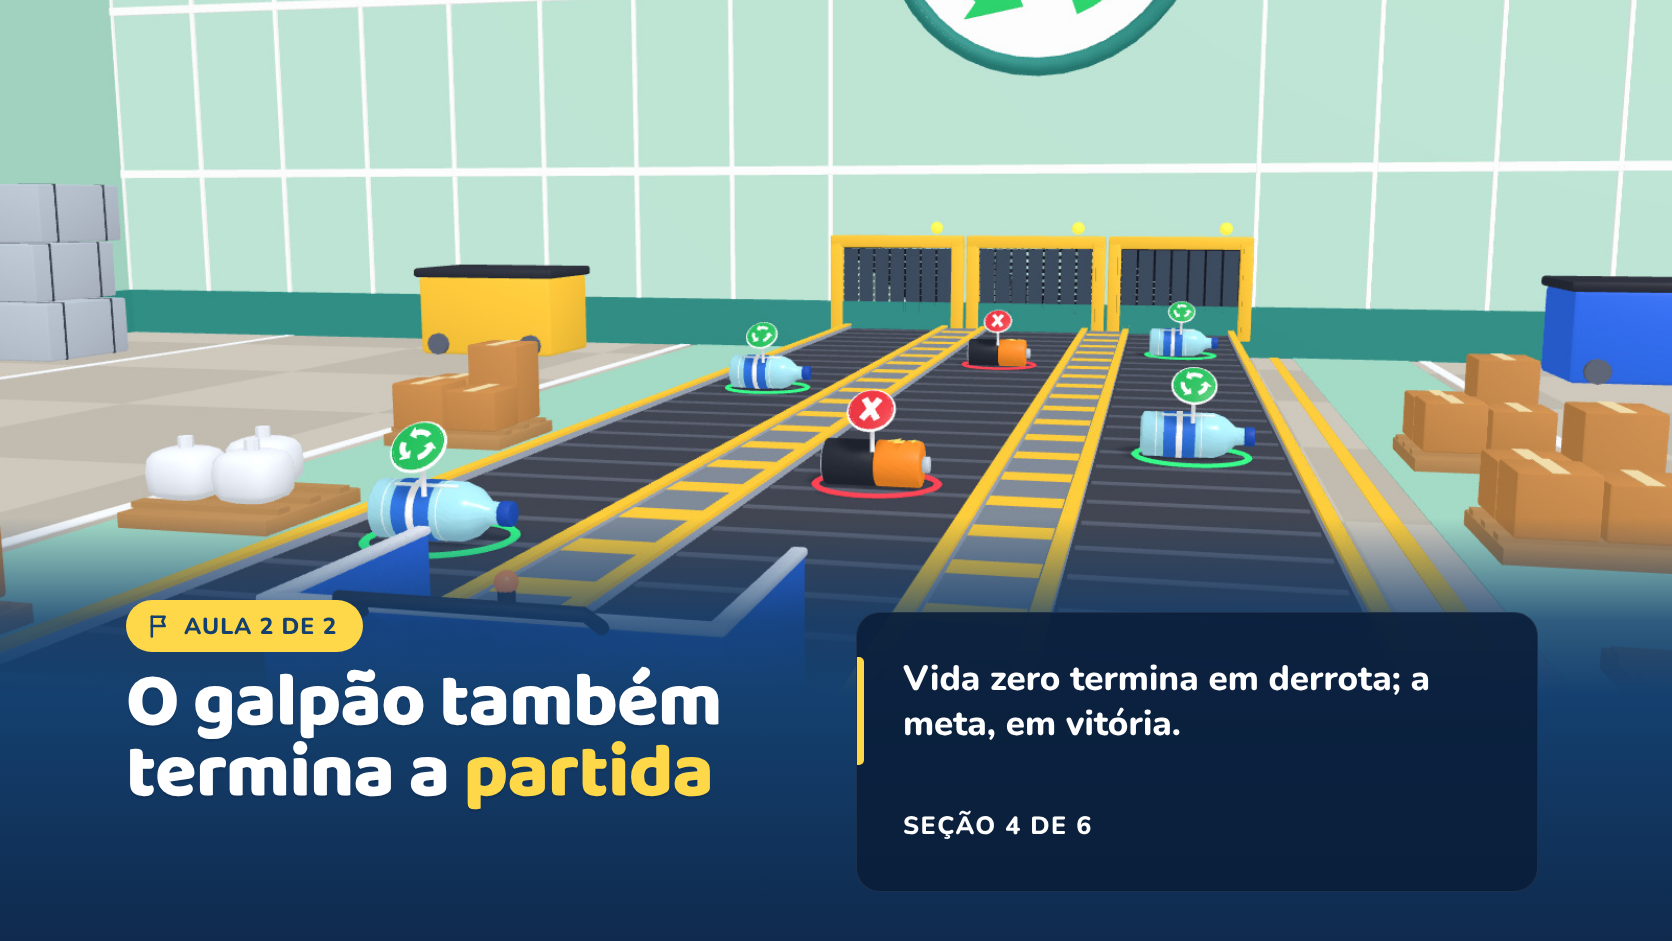 AULA 2 DE 2
O galpão também
termina a partida
Vida zero termina em derrota; a
meta, em vitória.
SEÇÃO 4 DE 6